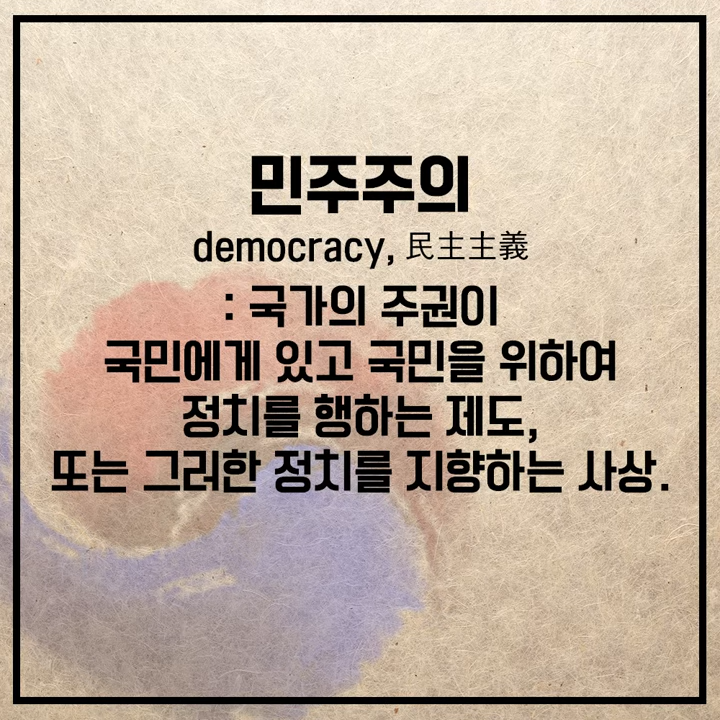 민주주의
democracy, 民主主義
: 국가의 주권이
국민에게 있고 국민을 위하여
정치를 행하는 제도,
또는 그러한 정치를 지향하는 사상.